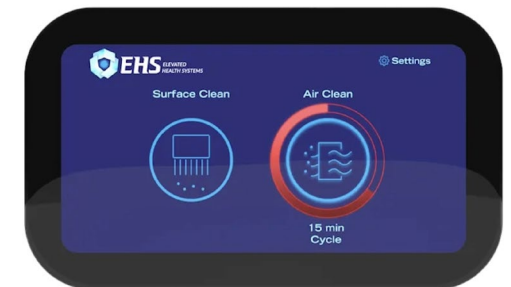 EHS ELEVATED
HEALTH SYSTEMS
Settings
Surface Clean
Air Clean
15 min
Cycle